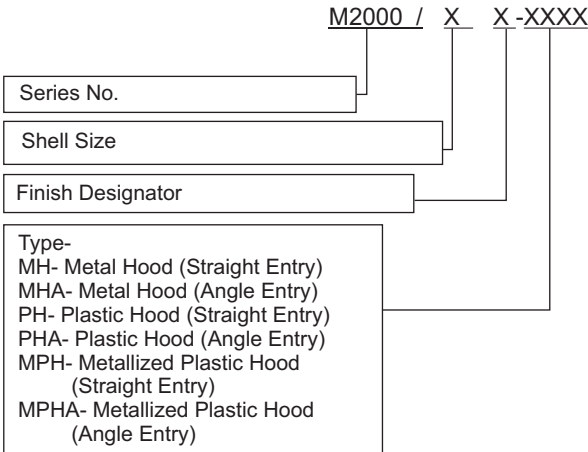 M2000 / X X -XXXX
Series No.
Shell Size
Finish Designator
Type-
MH- Metal Hood (Straight Entry)
MHA- Metal Hood (Angle Entry)
PH- Plastic Hood (Straight Entry)
PHA- Plastic Hood (Angle Entry)
MPH- Metallized Plastic Hood
(Straight Entry)
MPHA- Metallized Plastic Hood
(Angle Entry)